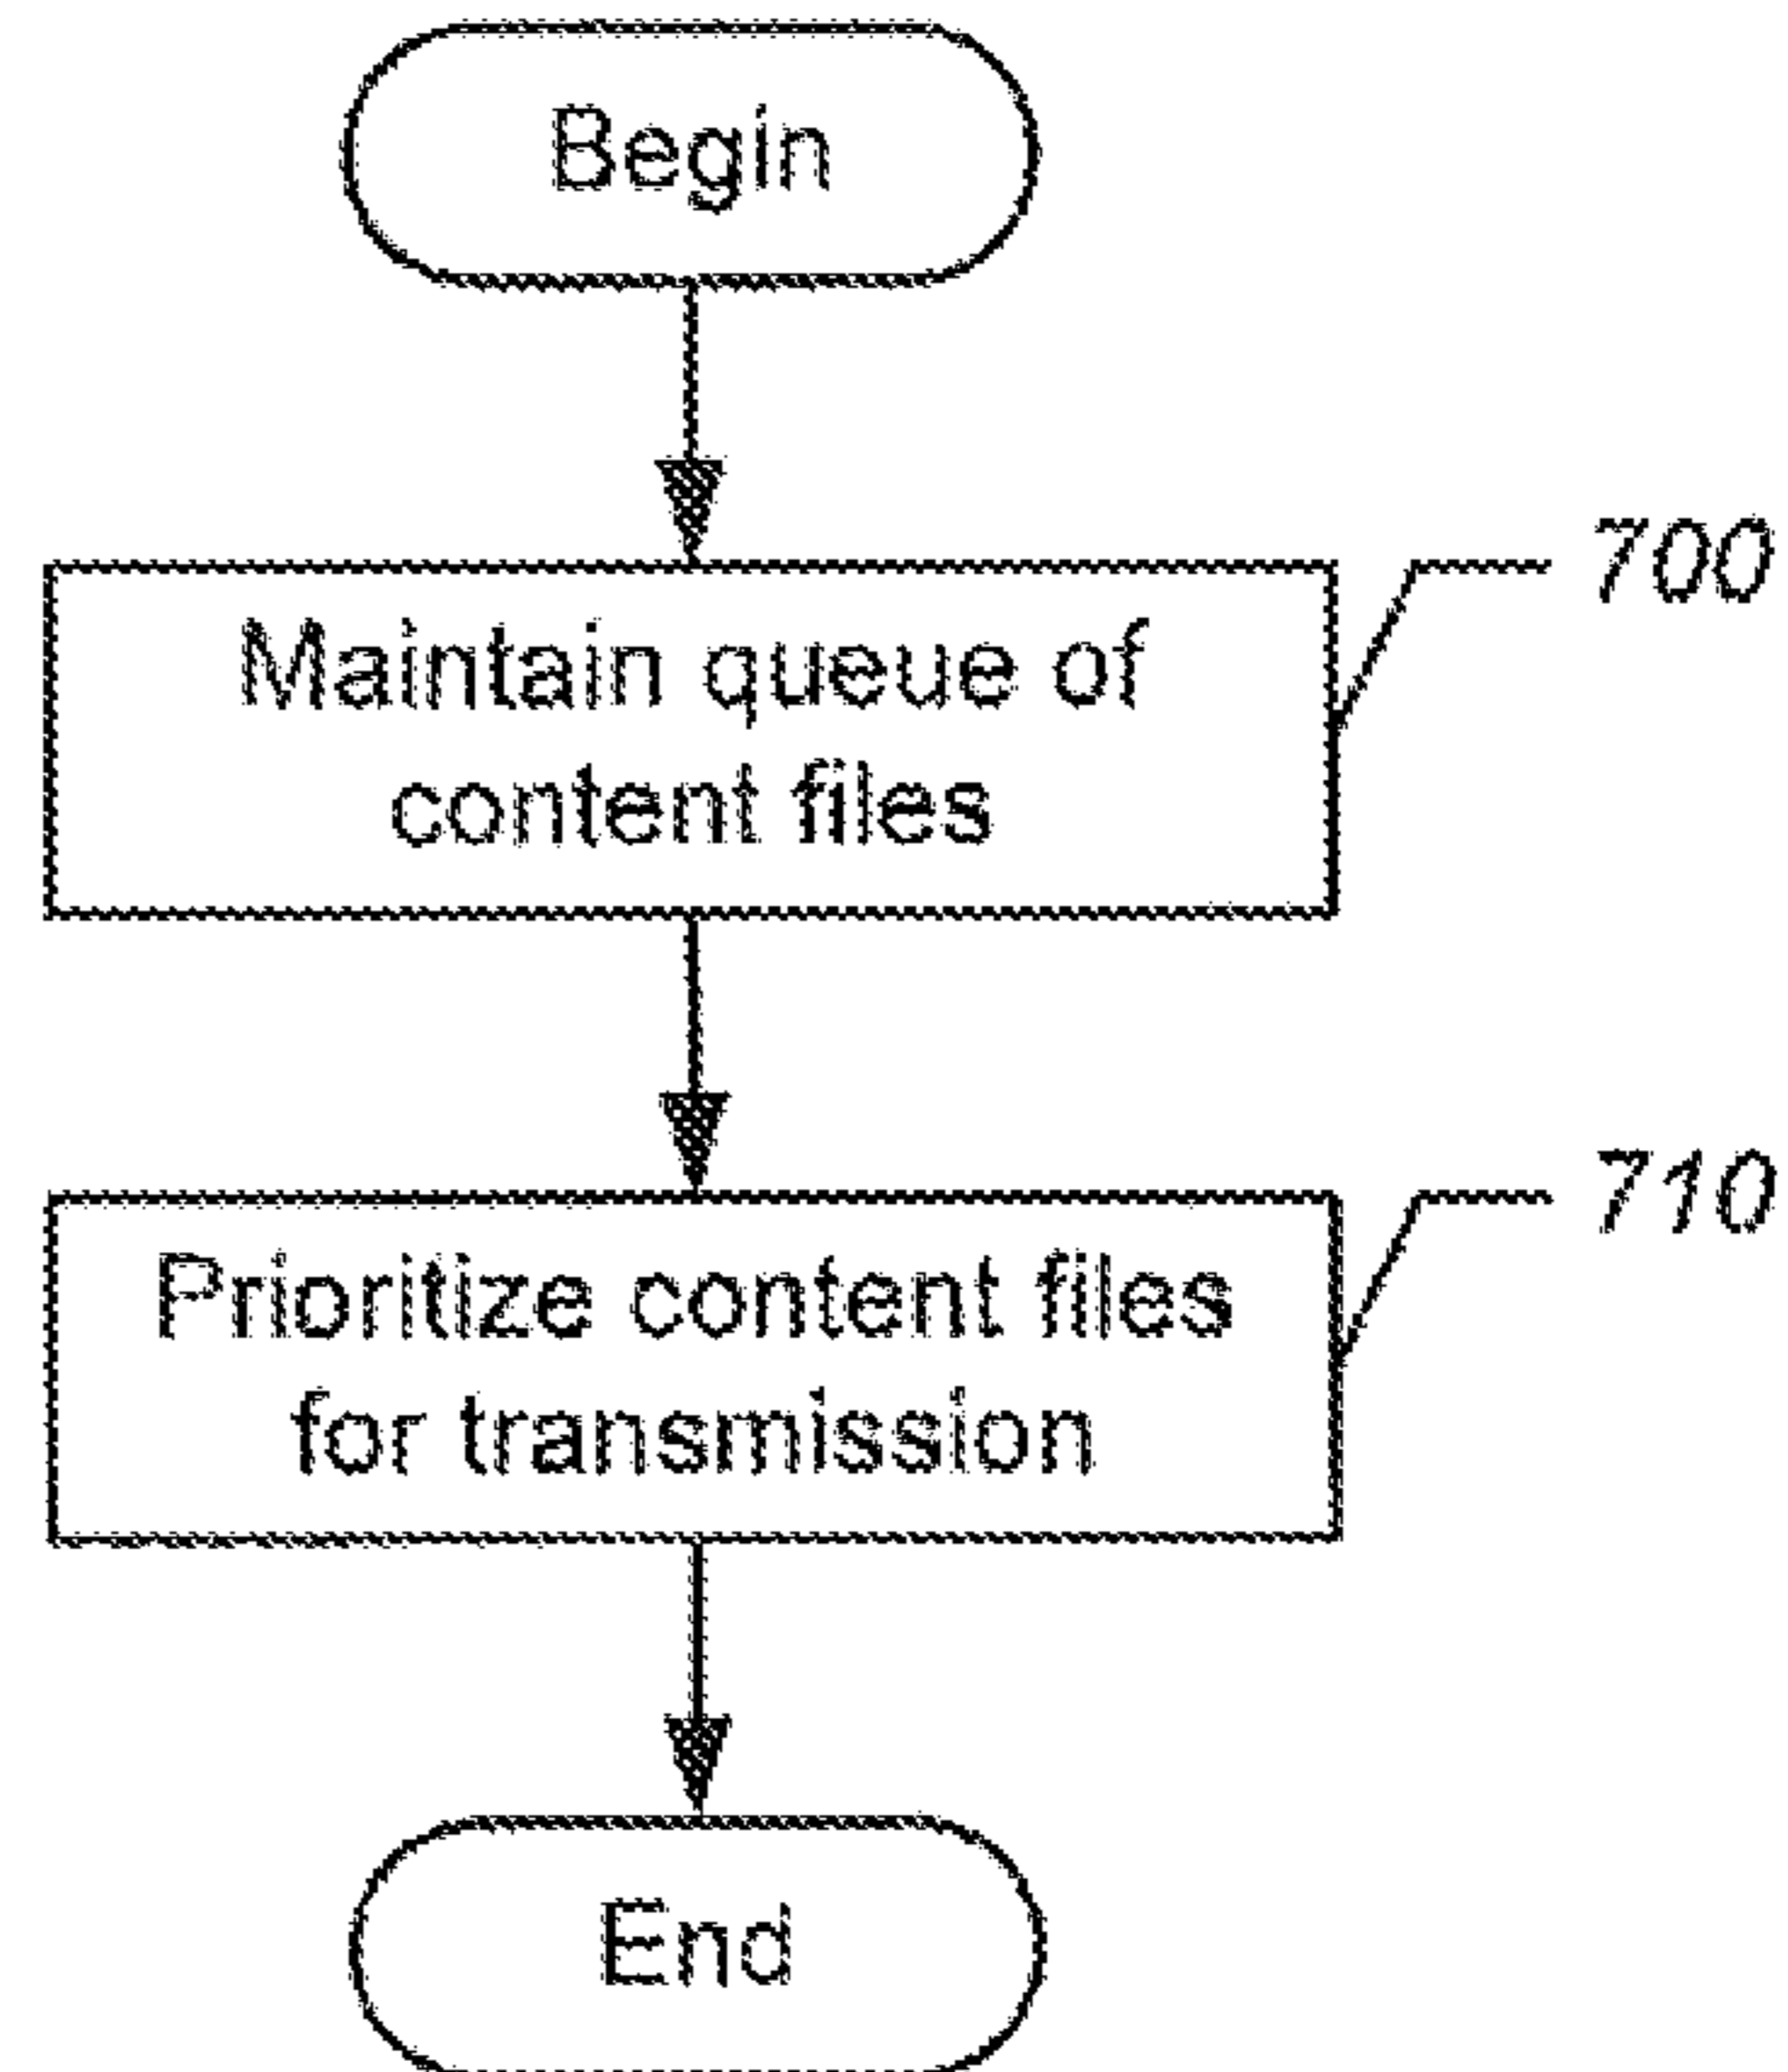 Begin
700
Maintain queue of
content files
710
Prioritize content files
for transmission
End